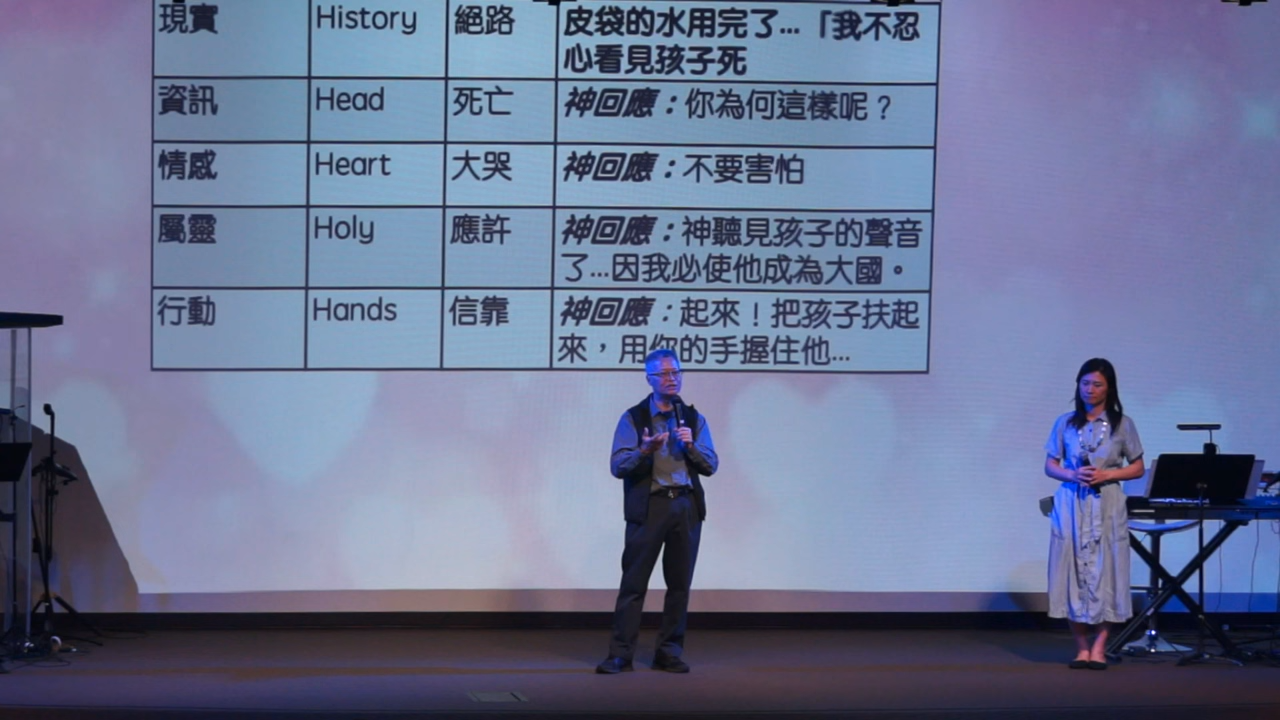 現實 History 絕路 皮袋的水用完了...「我不忍
心看見孩子死
資訊 Head 死亡 神回應：你為何這樣呢？
情感 Heart 大哭 神回應：不要害怕
屬靈 Holy 應許 神回應：神聽見孩子的聲音
了...因我必使他成為大國。
行動 Hands 信靠 神回應：起來！把孩子扶起
來，用你的手握住他...